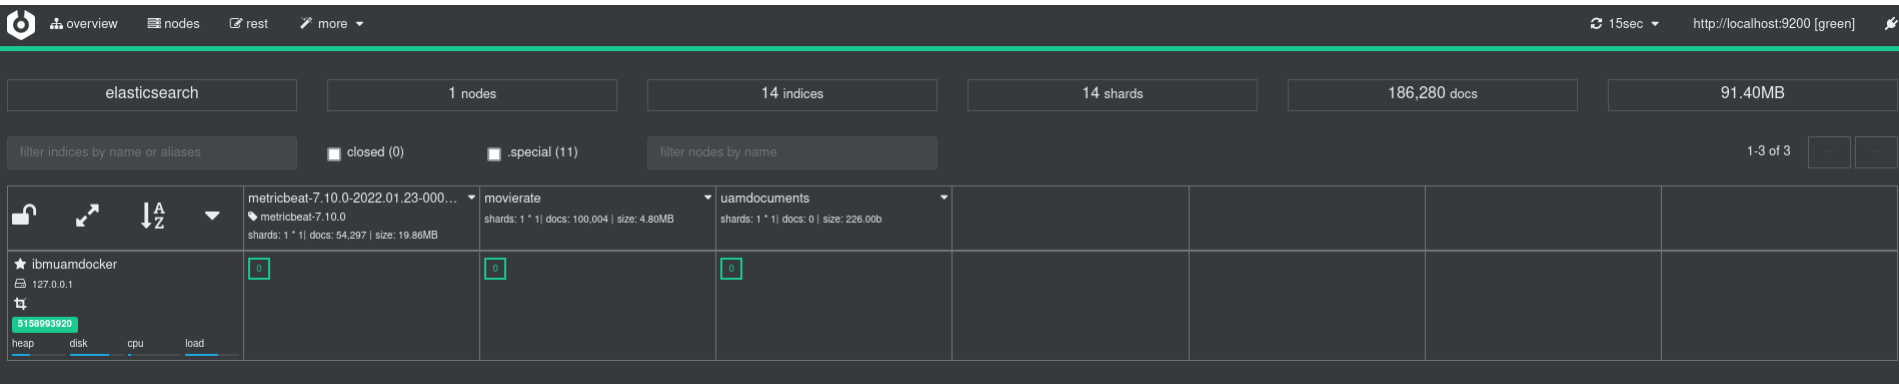 overview nodes rest more 15sec http://localhost:9200 [green]
elasticsearch 1 nodes 14 indices 14 shards 186,280 docs 91.40MB
filter indices by name or aliases closed (0) .special (11) filter nodes by name 1-3 of 3
metricbeat-7.10.0-2022.01.23-000... movierate uamdocuments
metricbeat-7.10.0 shards: 1 * 1| docs: 100,004 | size: 4.80MB shards: 1 * 1| docs: 0 | size: 226.00b
shards: 1 * 1| docs: 54,297 | size: 19.86MB
ibmuamdocker 0 0 0
127.0.0.1
5158993920
heap disk cpu load